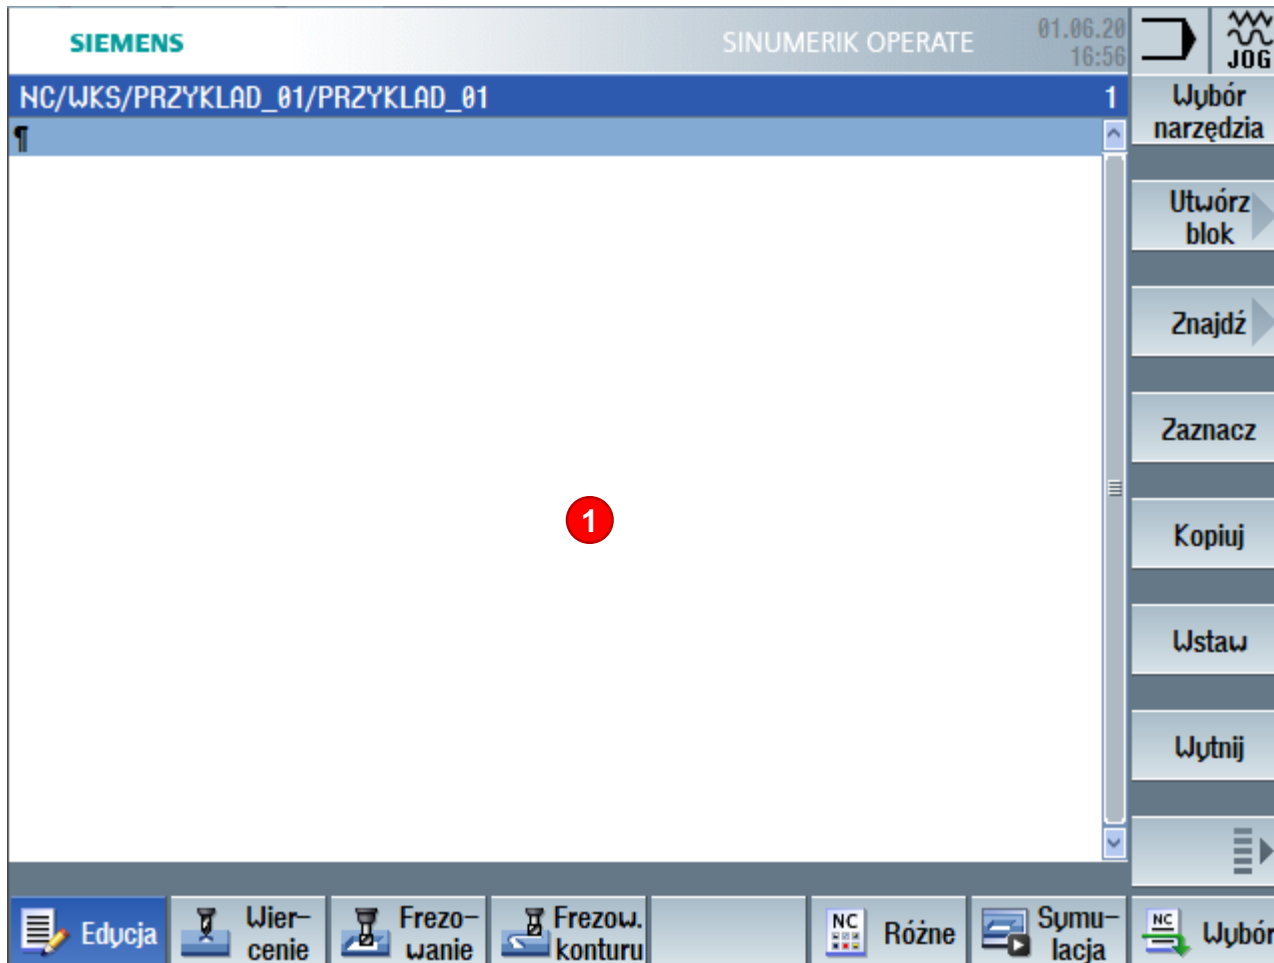 SIEMENS
SINUMERIK OPERATE
01.06.20
16:56
JOG
NC/WKS/PRZYKLAD_01/PRZYKLAD_01
1
¶
1
Wybór
narzędzia
Utwórz
blok
Znajdź
Zaznacz
Kopiuj
Wstaw
Wytnij
Edycja
Wier-
cenie
Frezo-
wanie
Frezow.
konturu
NC
Różne
Symu-
lacja
NC
Wybór